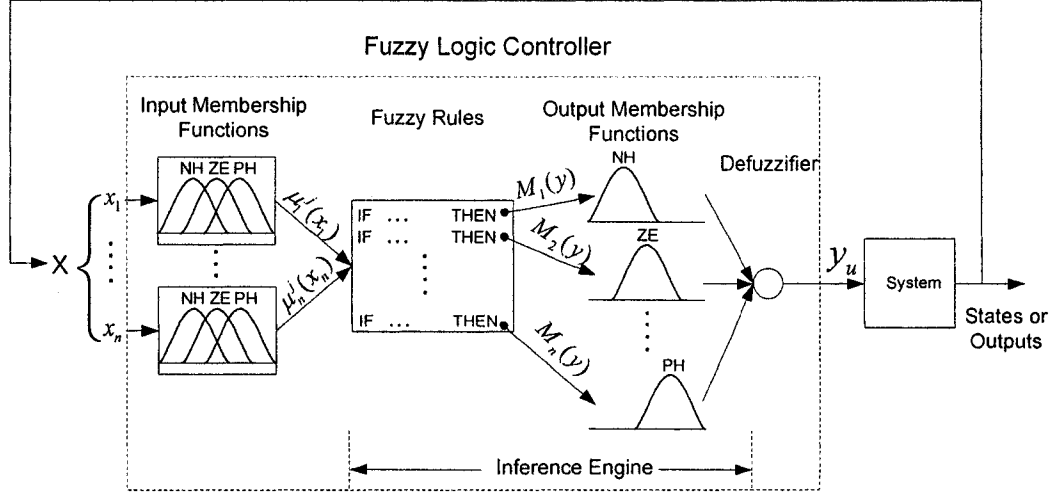 Fuzzy Logic Controller
Input Membership
Functions
Fuzzy Rules
Output Membership
Functions
Defuzzifier
NH ZE PH
NH
x₁
μ₁ʲ(x₁)
M₁(y)
IF ... THEN
IF ... THEN
M₂(y)
ZE
X
yᵤ
System
NH ZE PH
μₙʲ(xₙ)
xₙ
IF ... THEN
Mₙ(y)
States or
Outputs
PH
Inference Engine